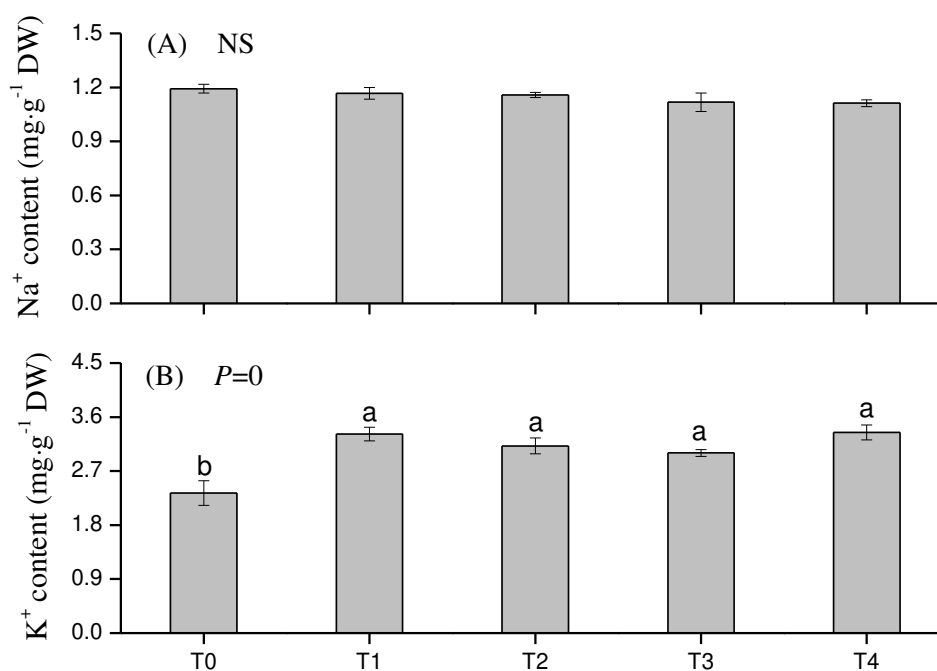 (A) NS
Na⁺ content (mg·g⁻¹ DW)
1.5
1.2
0.9
0.6
0.3
0.0
(B) P=0
K⁺ content (mg·g⁻¹ DW)
4.5
3.6
2.7
1.8
0.9
0.0
b
a
a
a
a
T0 T1 T2 T3 T4